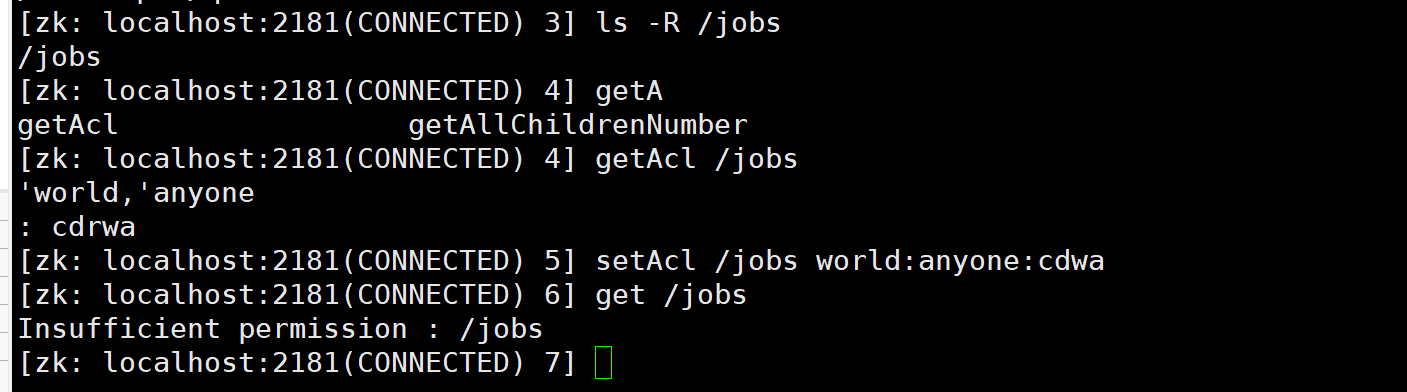 [zk: localhost:2181(CONNECTED) 3] ls -R /jobs
/jobs
[zk: localhost:2181(CONNECTED) 4] getA
getAcl                 getAllChildrenNumber
[zk: localhost:2181(CONNECTED) 4] getAcl /jobs
'world,'anyone
: cdrwa
[zk: localhost:2181(CONNECTED) 5] setAcl /jobs world:anyone:cdwa
[zk: localhost:2181(CONNECTED) 6] get /jobs
Insufficient permission : /jobs
[zk: localhost:2181(CONNECTED) 7]